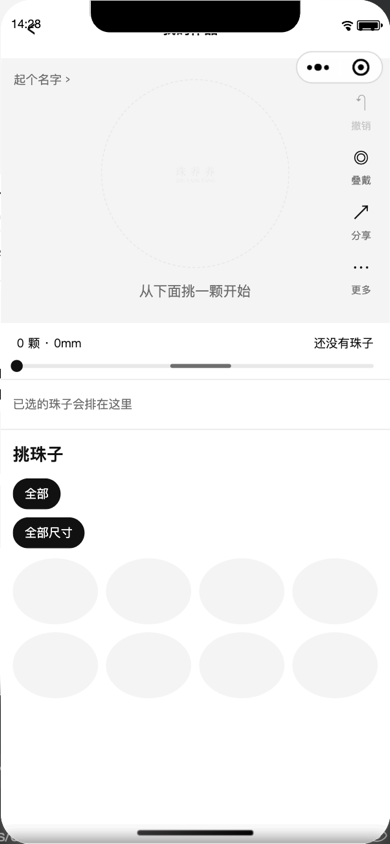 14:28
起个名字 >
撤销
叠戴
分享
更多
从下面挑一颗开始
0 颗 · 0mm
还没有珠子
已选的珠子会排在这里
挑珠子
全部
全部尺寸